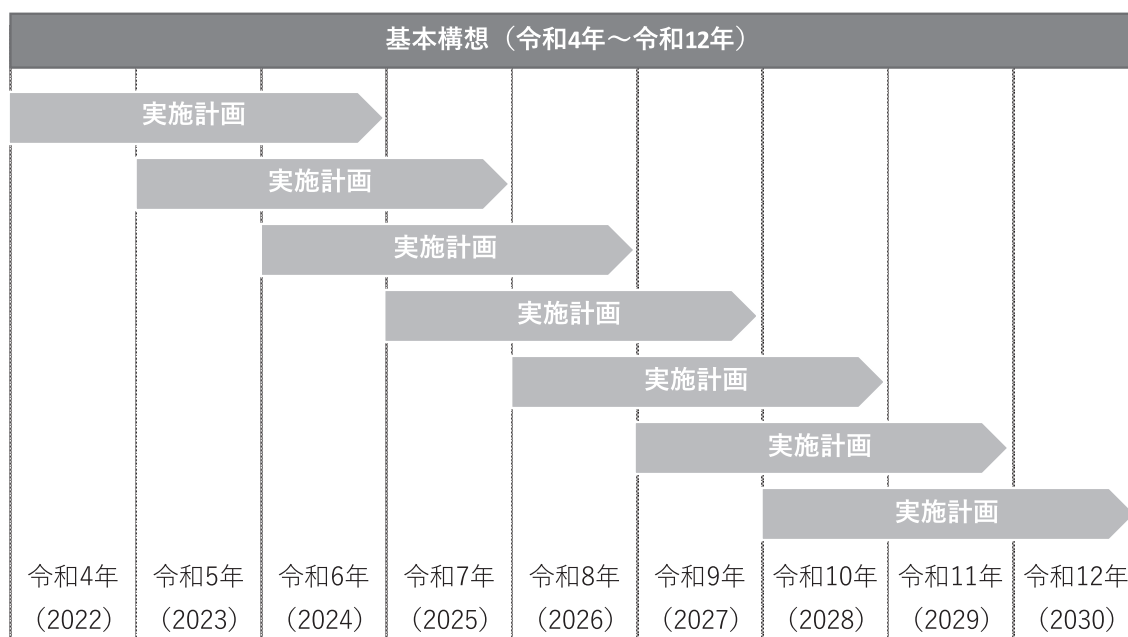 基本構想（令和4年～令和12年）
実施計画
実施計画
実施計画
実施計画
実施計画
実施計画
実施計画
令和4年 令和5年 令和6年 令和7年 令和8年 令和9年 令和10年 令和11年 令和12年
（2022） （2023） （2024） （2025） （2026） （2027） （2028） （2029） （2030）